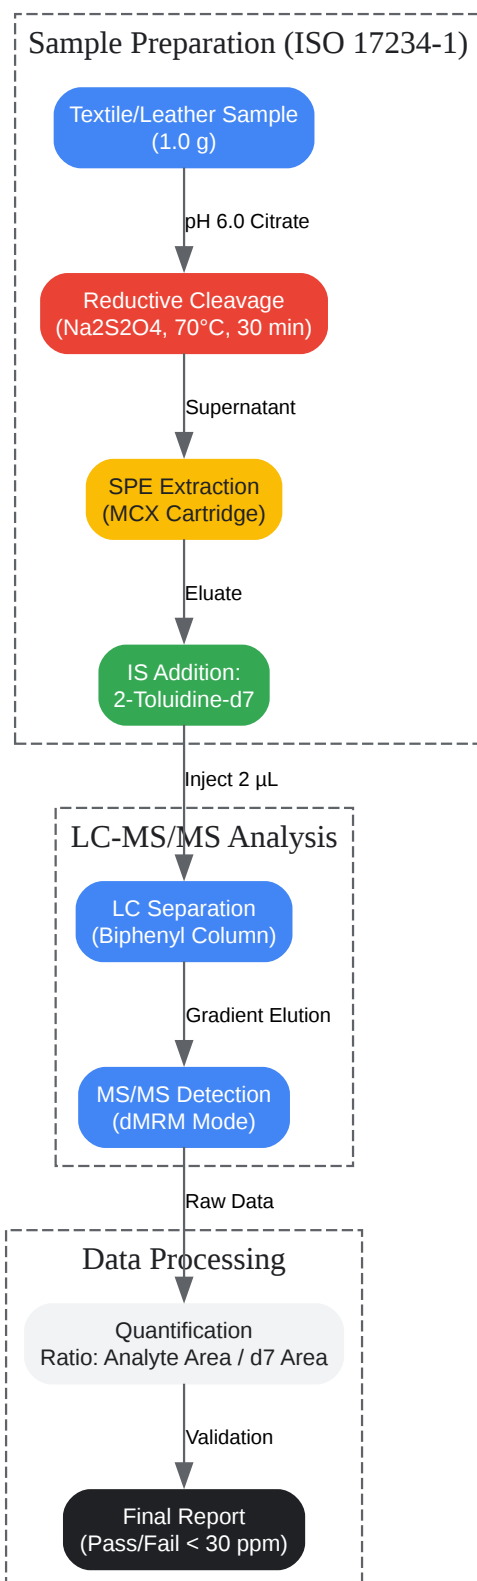 Sample Preparation (ISO 17234-1)
Textile/Leather Sample
(1.0 g)
pH 6.0 Citrate
Reductive Cleavage
(Na2S2O4, 70°C, 30 min)
Supernatant
SPE Extraction
(MCX Cartridge)
Eluate
IS Addition:
2-Toluidine-d7
Inject 2 µL
LC-MS/MS Analysis
LC Separation
(Biphenyl Column)
Gradient Elution
MS/MS Detection
(dMRM Mode)
Raw Data
Data Processing
Quantification
Ratio: Analyte Area / d7 Area
Validation
Final Report
(Pass/Fail < 30 ppm)